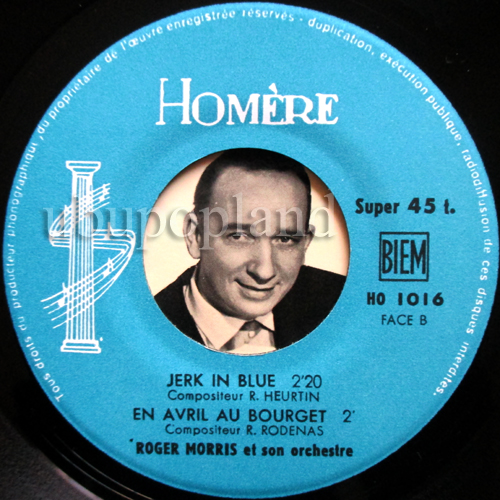 Tous droits du producteur phonographique, du propriétaire de l'œuvre enregistrée réservés - duplication, exécution publique, radiodiffusion de ces disques interdites.
HOMÈRE
ubupopland
Super 45 t.
BIEM
HO 1016
FACE B
JERK IN BLUE 2'20
Compositeur R. HEURTIN
EN AVRIL AU BOURGET 2'
Compositeur R. RODENAS
ROGER MORRIS et son orchestre